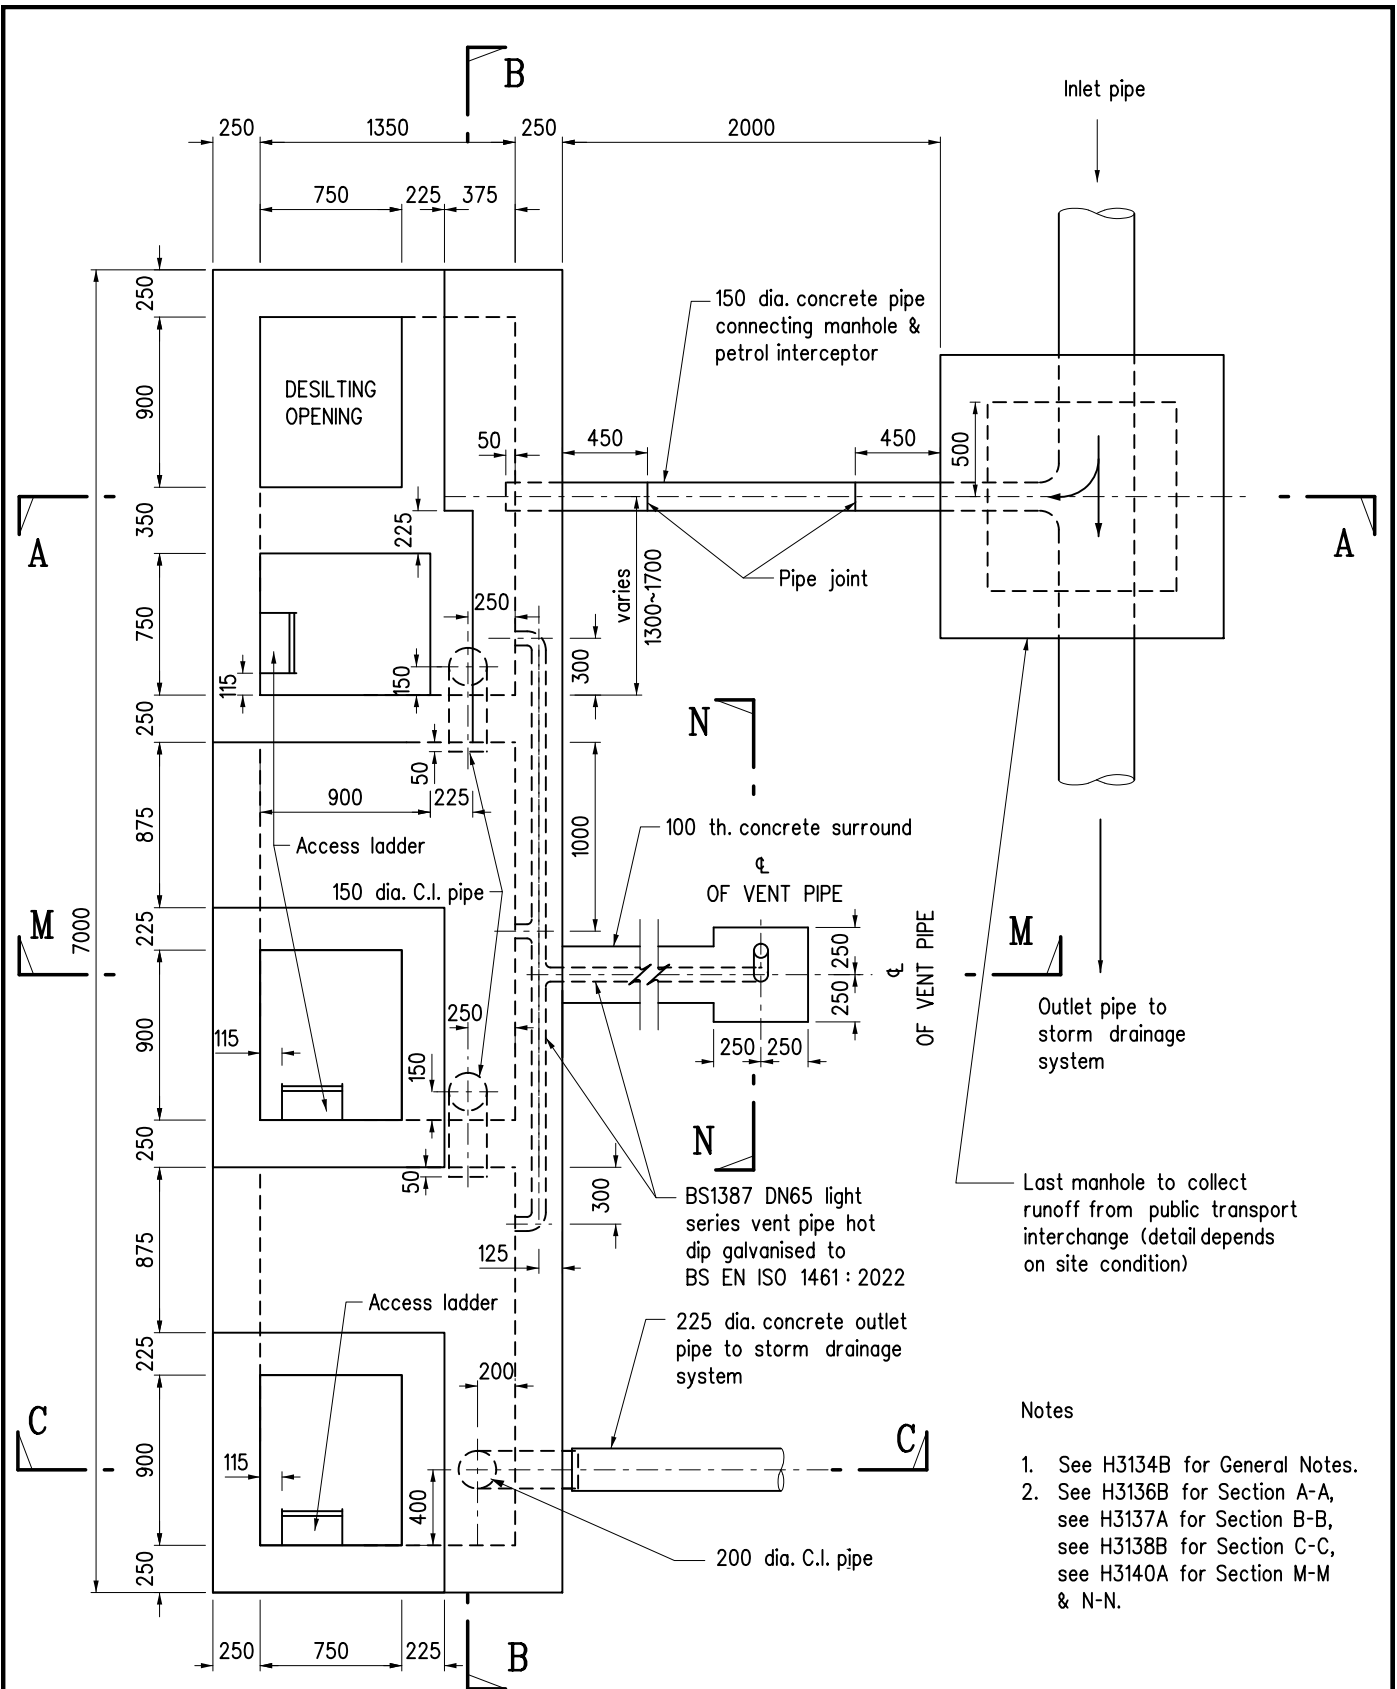 B
Inlet pipe
250
1350
250
2000
750
225
375
250
150 dia. concrete pipe
connecting manhole &
petrol interceptor
DESILTING
OPENING
900
50
450
450
500
A
A
350
225
Pipe joint
varies
1300~1700
750
250
300
150
115
250
N
50
900
225
875
1000
100 th. concrete surround
Access ladder
℄
OF VENT PIPE
150 dia. C.I. pipe
M
7000
225
M
250
250
℄
OF VENT PIPE
Outlet pipe to
storm drainage
system
250
900
115
150
250
250
N
250
50
300
Last manhole to collect
runoff from public transport
interchange (detail depends
on site condition)
BS1387 DN65 light
series vent pipe hot
dip galvanised to
BS EN ISO 1461 : 2022
875
125
Access ladder
225 dia. concrete outlet
pipe to storm drainage
system
225
200
C
C
900
115
400
200 dia. C.I. pipe
250
Notes
1. See H3134B for General Notes.
2. See H3136B for Section A-A,
see H3137A for Section B-B,
see H3138B for Section C-C,
see H3140A for Section M-M
& N-N.
250
750
225
B